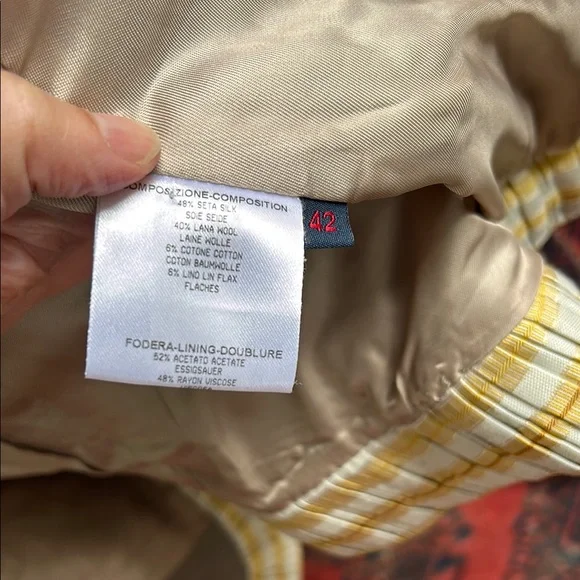 COMPOSIZIONE-COMPOSITION
48% SETA SILK
SOIE SEIDE
40% LANA WOOL
LAINE WOLLE
6% COTONE COTTON
COTON BAUMWOLLE
6% LINO LIN FLAX
FLACHES
42
FODERA-LINING-DOUBLURE
52% ACETATO ACETATE
ESSIGSAUER
48% RAYON VISCOSE